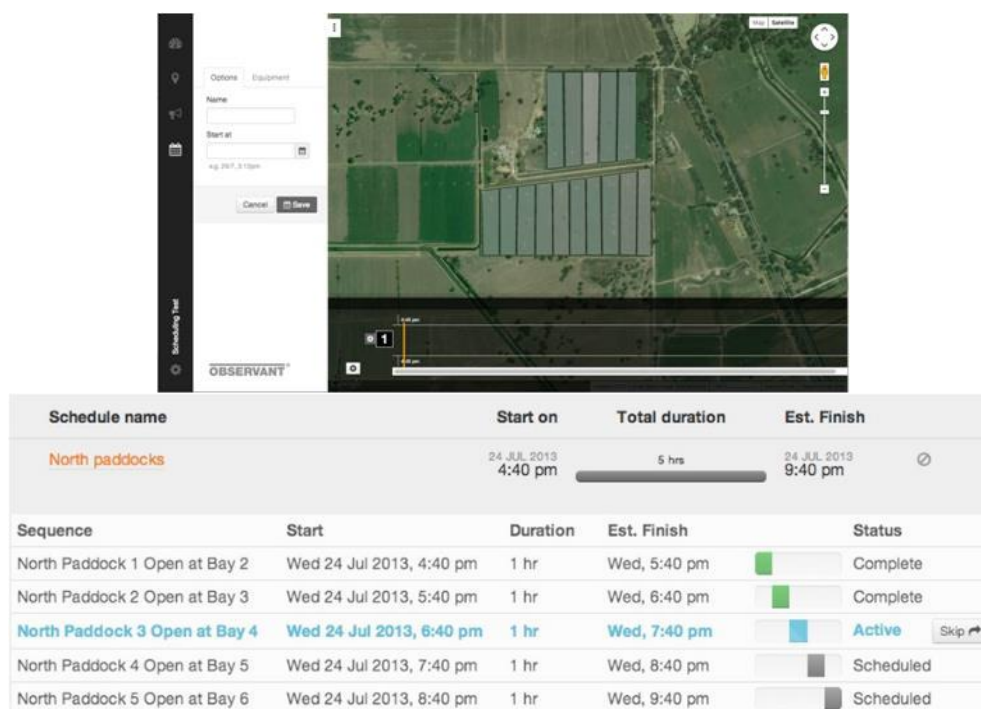 Map Satellite
Options Equipment
Name
Start at
e.g. 26/7, 5:10pm
Cancel Save
Scheduling Test
OBSERVANT
1
Schedule name Start on Total duration Est. Finish
North paddocks 24 JUL 2013 4:40 pm 5 hrs 24 JUL 2013 9:40 pm
Sequence Start Duration Est. Finish Status
North Paddock 1 Open at Bay 2 Wed 24 Jul 2013, 4:40 pm 1 hr Wed, 5:40 pm Complete
North Paddock 2 Open at Bay 3 Wed 24 Jul 2013, 5:40 pm 1 hr Wed, 6:40 pm Complete
North Paddock 3 Open at Bay 4 Wed 24 Jul 2013, 6:40 pm 1 hr Wed, 7:40 pm Active Skip
North Paddock 4 Open at Bay 5 Wed 24 Jul 2013, 7:40 pm 1 hr Wed, 8:40 pm Scheduled
North Paddock 5 Open at Bay 6 Wed 24 Jul 2013, 8:40 pm 1 hr Wed, 9:40 pm Scheduled